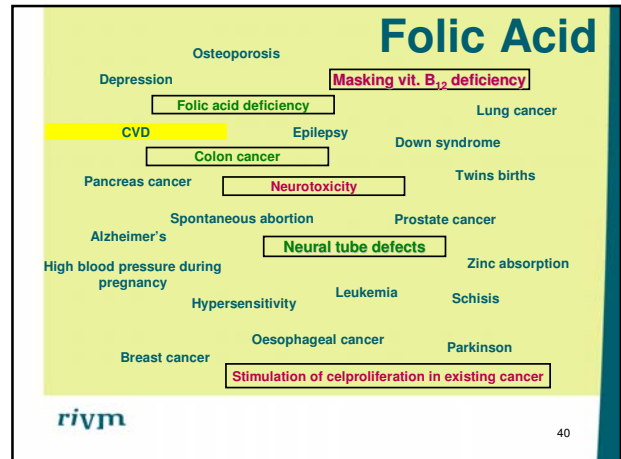 Folic Acid
Osteoporosis
Depression
Masking vit. B12 deficiency
Folic acid deficiency
Lung cancer
CVD
Epilepsy
Down syndrome
Colon cancer
Pancreas cancer
Neurotoxicity
Twins births
Spontaneous abortion
Prostate cancer
Alzheimer's
Neural tube defects
High blood pressure during
pregnancy
Zinc absorption
Hypersensitivity
Leukemia
Schisis
Oesophageal cancer
Parkinson
Breast cancer
Stimulation of celproliferation in existing cancer
rivm
40